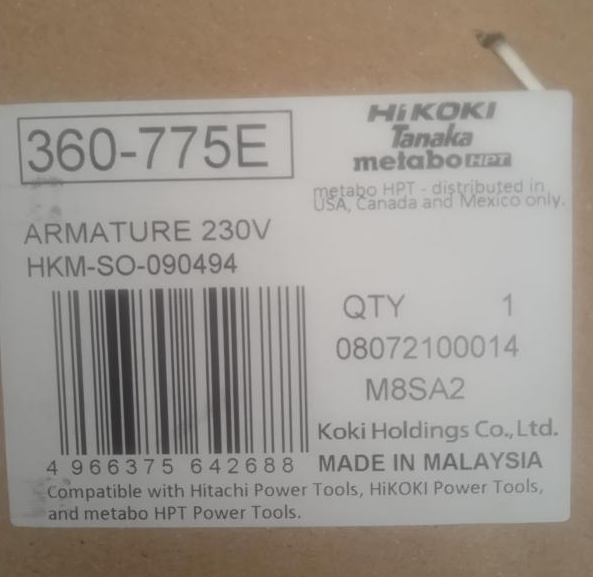 360-775E
HiKOKI
Tanaka
metabo HPT
metabo HPT - distributed in
USA, Canada and Mexico only.
ARMATURE 230V
HKM-SO-090494
QTY 1
08072100014
M8SA2
Koki Holdings Co., Ltd.
4 966375 642688
MADE IN MALAYSIA
Compatible with Hitachi Power Tools, HiKOKI Power Tools,
and metabo HPT Power Tools.